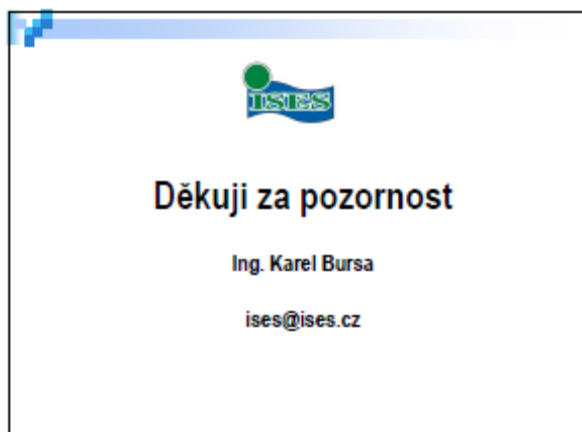 ISES
Děkuji za pozornost
Ing. Karel Bursa
ises@ises.cz